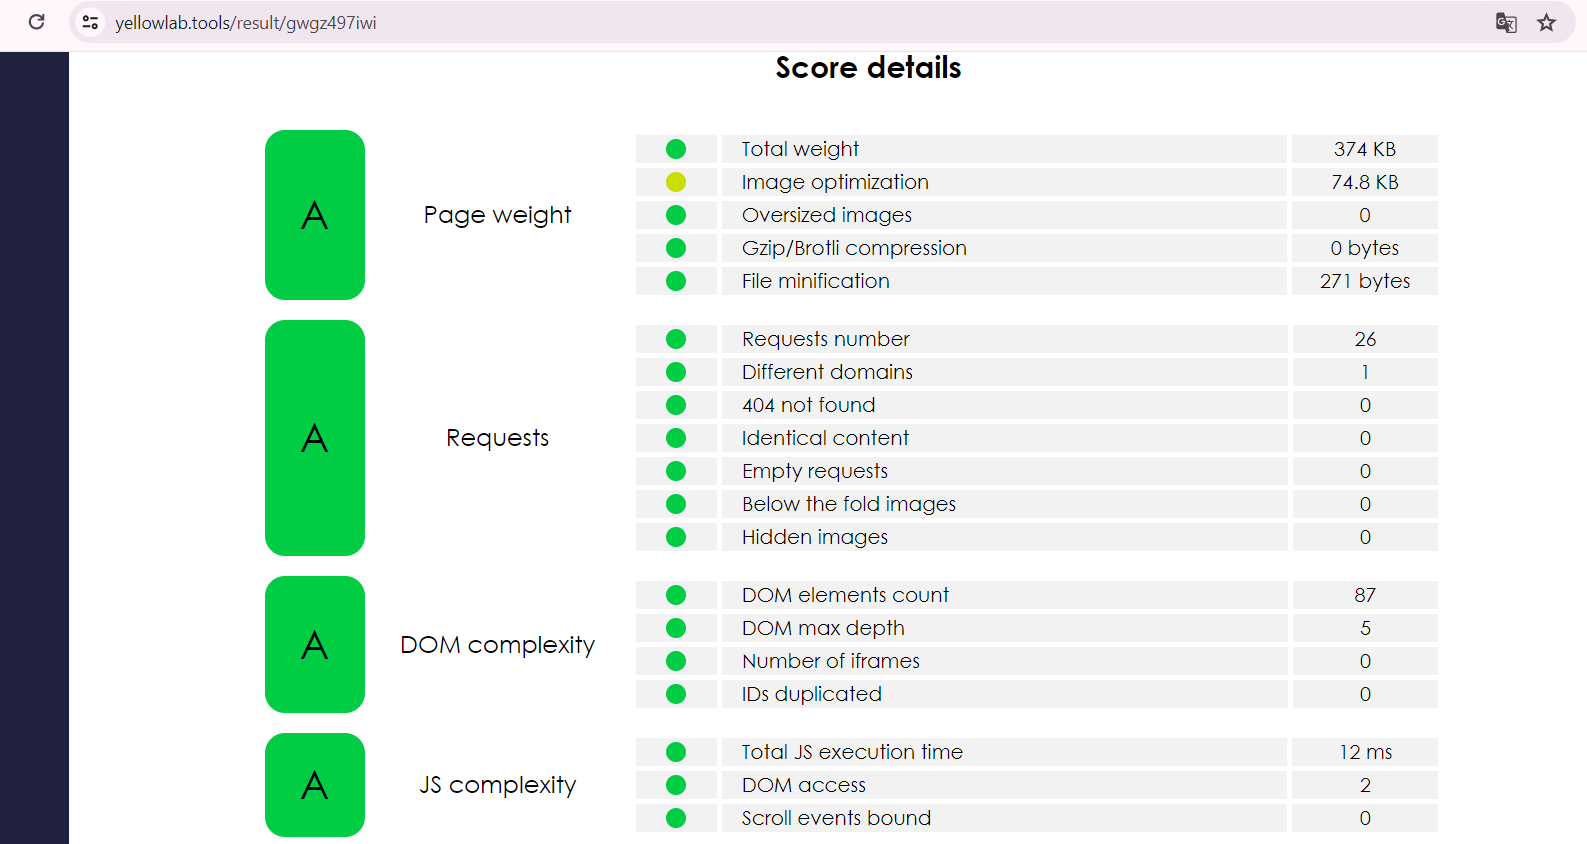 yellowlab.tools/result/gwgz497iwi
Score details
A
Page weight
Total weight 374 KB
Image optimization 74.8 KB
Oversized images 0
Gzip/Brotli compression 0 bytes
File minification 271 bytes
A
Requests
Requests number 26
Different domains 1
404 not found 0
Identical content 0
Empty requests 0
Below the fold images 0
Hidden images 0
A
DOM complexity
DOM elements count 87
DOM max depth 5
Number of iframes 0
IDs duplicated 0
A
JS complexity
Total JS execution time 12 ms
DOM access 2
Scroll events bound 0